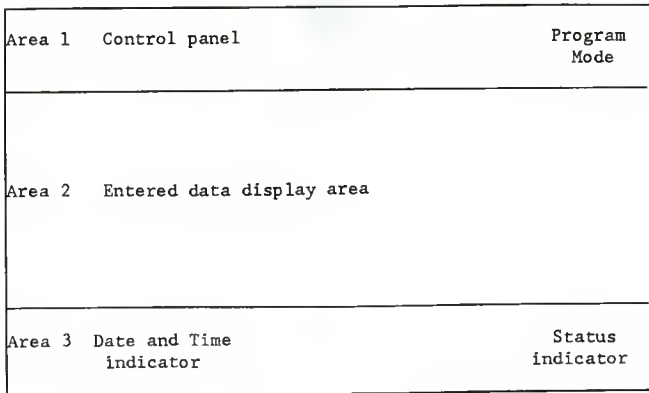 Area 1 Control panel Program
Mode
Area 2 Entered data display area
Area 3 Date and Time Status
indicator indicator